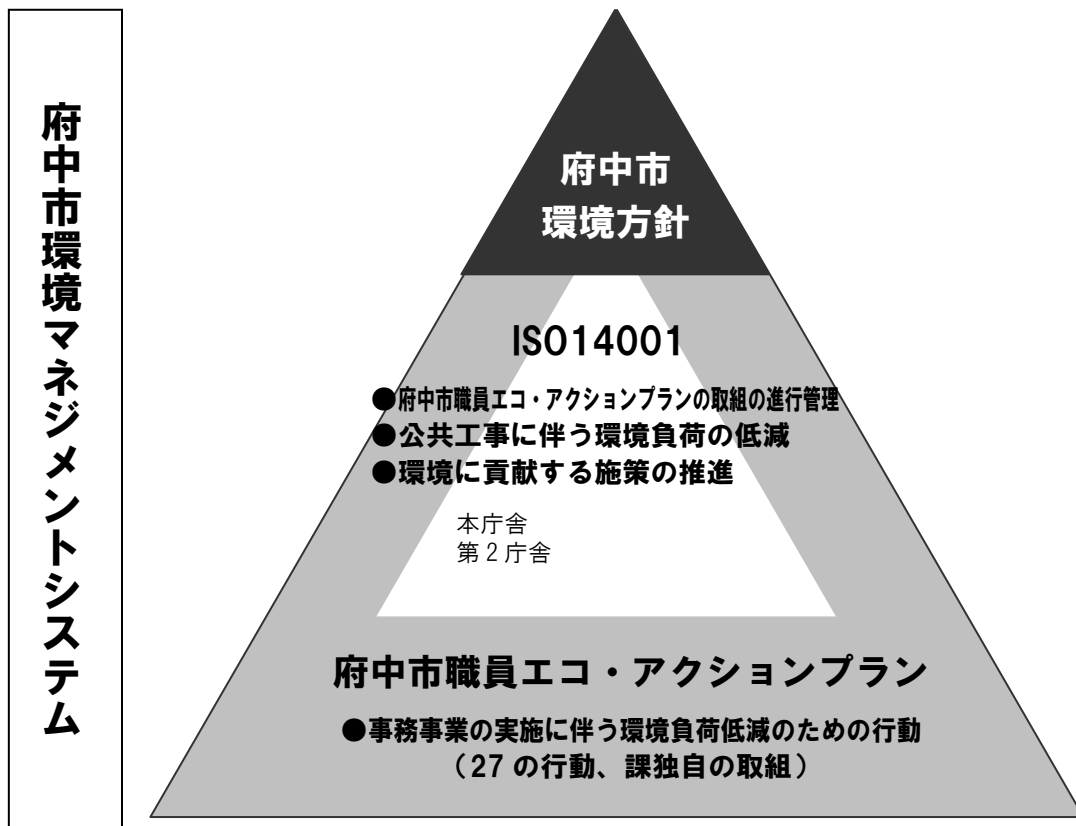 府中市環境マネジメントシステム
府中市
環境方針
ISO14001
●府中市職員エコ・アクションプランの取組の進行管理
●公共工事に伴う環境負荷の低減
●環境に貢献する施策の推進
本庁舎
第2庁舎
府中市職員エコ・アクションプラン
●事務事業の実施に伴う環境負荷低減のための行動
（27の行動、課独自の取組）